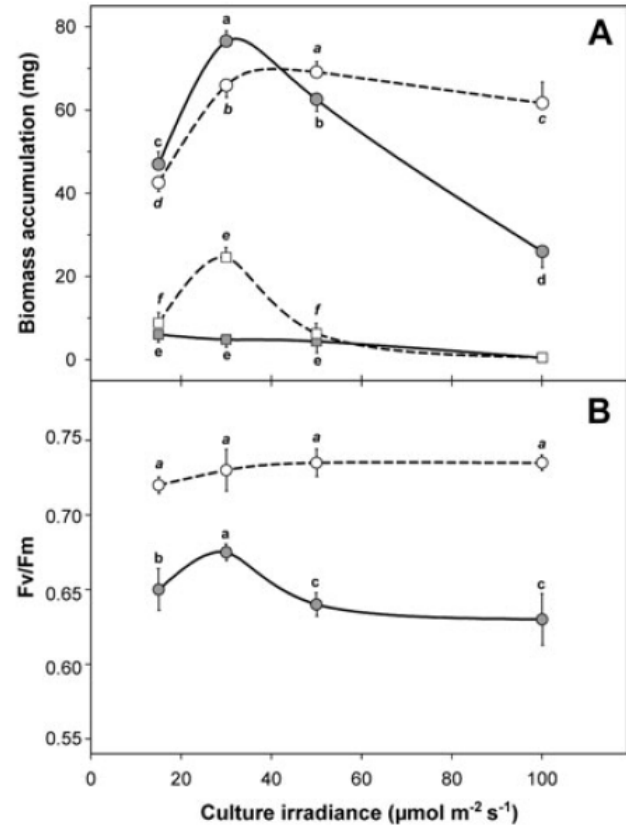 A
Biomass accumulation (mg)
80
60
40
20
0
a
a
b
b
c
c
d
d
e
f
f
e
e
e
B
Fv/Fm
0.75
0.70
0.65
0.60
0.55
a
a
a
a
b
a
c
c
0
20
40
60
80
100
Culture irradiance (µmol m⁻² s⁻¹)